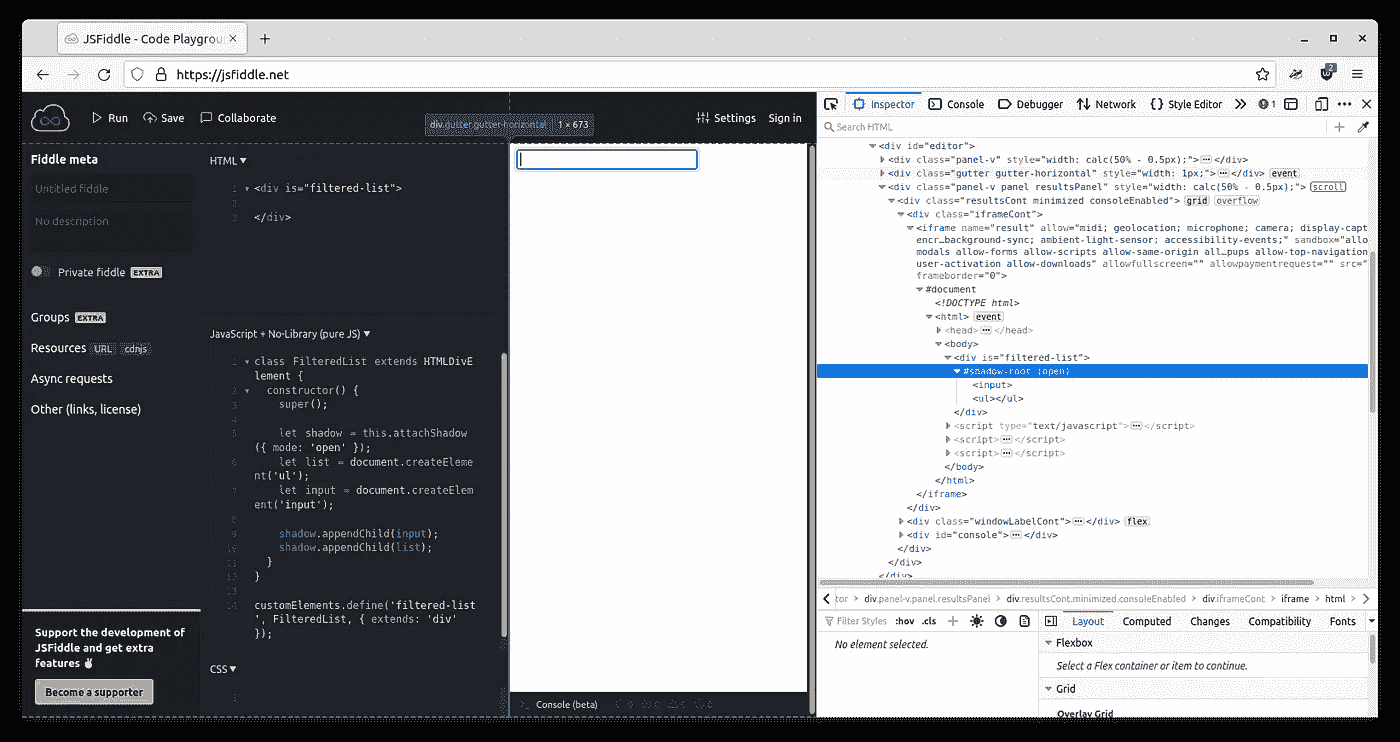 JSFiddle - Code Playgrou
https://jsfiddle.net
2
Run
Save
Collaborate
div.gutter.gutter-horizontal 1 × 673
Settings
Sign in
Fiddle meta
Untitled fiddle
No description
Private fiddle EXTRA
Groups EXTRA
Resources URL cdnjs
Async requests
Other (links, license)
Support the development of
JSFiddle and get extra
features
Become a supporter
HTML
1 <div is="filtered-list">
2
3 </div>
JavaScript + No-Library (pure JS)
1 class FilteredList extends HTMLDivE
lement {
2 constructor() {
3 super();
4
5 let shadow = this.attachShadow
({ mode: 'open' });
6 let list = document.createEleme
nt('ul');
7 let input = document.createElem
ent('input');
8
9 shadow.appendChild(input);
10 shadow.appendChild(list);
11 }
12 }
13
14 customElements.define('filtered-list
', FilteredList, { extends: 'div'
});
CSS
1
Console (beta)
Inspector
Console
Debugger
Network
Style Editor
1
Search HTML
<div id="editor">
<div class="panel-v" style="width: calc(50% - 0.5px);"> </div>
<div class="gutter gutter-horizontal" style="width: 1px;"> </div> event
<div class="panel-v panel resultsPanel" style="width: calc(50% - 0.5px);"> scroll
<div class="resultsCont minimized consoleEnabled"> grid overflow
<div class="iframeCont">
<iframe name="result" allow="midi; geolocation; microphone; camera; display-capt
encr…background-sync; ambient-light-sensor; accessibility-events;" sandbox="allo
modals allow-forms allow-scripts allow-same-origin all…pups allow-top-navigation
user-activation allow-downloads" allowfullscreen="" allowpaymentrequest="" src="
frameborder="0">
#document
<!DOCTYPE html>
<html> event
<head> </head>
<body>
<div is="filtered-list">
#shadow-root (open)
<input>
<ul></ul>
</div>
<script type="text/javascript"> </script>
<script> </script>
<script> </script>
</body>
</html>
</iframe>
</div>
<div class="windowLabelCont"> </div> flex
<div id="console"> </div>
</div>
</div>
</div>
tor > div.panel-v.panel.resultsPanel > div.resultsCont.minimized.consoleEnabled > div.iframeCont > iframe > html >
Filter Styles
:hov .cls
Layout
Computed
Changes
Compatibility
Fonts
No element selected.
Flexbox
Select a Flex container or item to continue.
Grid
Overlay Grid